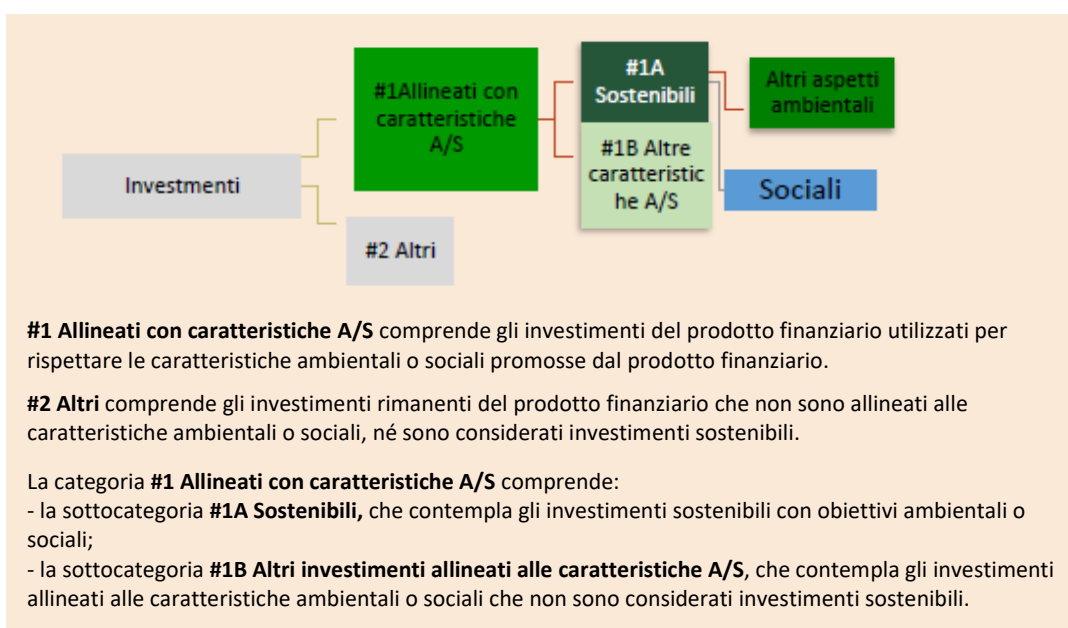 #1A
Sostenibili
Altri aspetti
ambientali
#1Allineati con
caratteristiche
A/S
#1B Altre
caratteristic
he A/S
Investmenti
Sociali
#2 Altri
#1 Allineati con caratteristiche A/S comprende gli investimenti del prodotto finanziario utilizzati per
rispettare le caratteristiche ambientali o sociali promosse dal prodotto finanziario.
#2 Altri comprende gli investimenti rimanenti del prodotto finanziario che non sono allineati alle
caratteristiche ambientali o sociali, né sono considerati investimenti sostenibili.
La categoria #1 Allineati con caratteristiche A/S comprende:
- la sottocategoria #1A Sostenibili, che contempla gli investimenti sostenibili con obiettivi ambientali o
sociali;
- la sottocategoria #1B Altri investimenti allineati alle caratteristiche A/S, che contempla gli investimenti
allineati alle caratteristiche ambientali o sociali che non sono considerati investimenti sostenibili.